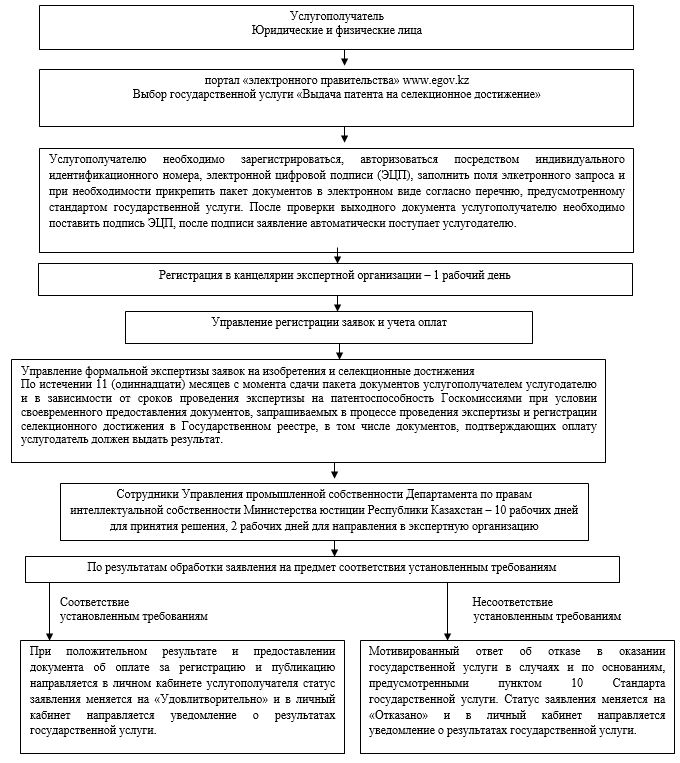 Услугополучатель
Юридические и физические лица
портал «электронного правительства» www.egov.kz
Выбор государственной услуги «Выдача патента на селекционное достижение»
Услугополучателю необходимо зарегистрироваться, авторизоваться посредством индивидуального
идентификационного номера, электронной цифровой подписи (ЭЦП), заполнить поля элкетронного запроса и
при необходимости прикрепить пакет документов в электронном виде согласно перечню, предусмотренному
стандартом государственной услуги. После проверки выходного документа услугополучателю необходимо
поставить подпись ЭЦП, после подписи заявление автоматически поступает услугодателю.
Регистрация в канцелярии экспертной организации – 1 рабочий день
Управление регистрации заявок и учета оплат
Управление формальной экспертизы заявок на изобретения и селекционные достижения
По истечении 11 (одиннадцати) месяцев с момента сдачи пакета документов услугополучателем услугодателю
и в зависимости от сроков проведения экспертизы на патентоспособность Госкомиссиями при условии
своевременного предоставления документов, запрашиваемых в процессе проведения экспертизы и регистрации
селекционного достижения в Государственном реестре, в том числе документов, подтверждающих оплату
услугодатель должен выдать результат.
Сотрудники Управления промышленной собственности Департамента по правам
интеллектуальной собственности Министерства юстиции Республики Казахстан – 10 рабочих дней
для принятия решения, 2 рабочих дней для направления в экспертную организацию
По результатам обработки заявления на предмет соответствия установленным требованиям
Соответствие
установленным требованиям
Несоответствие
установленным требованиям
При положительном результате и предоставлении
документа об оплате за регистрацию и публикацию
направляется в личном кабинете услугополучателя статус
заявления меняется на «Удовлитворительно» и в личный
кабинет направляется уведомление о результатах
государственной услуги.
Мотивированный ответ об отказе в оказании
государственной услуги в случаях и по основаниям,
предусмотренными пунктом 10 Стандарта
государственной услуги. Статус заявления меняется на
«Отказано» и в личный кабинет направляется
уведомление о результатах государственной услуги.